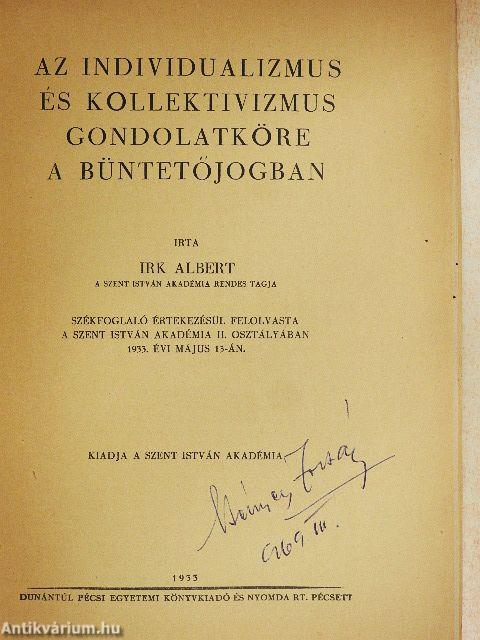 AZ INDIVIDUALIZMUS
ÉS KOLLEKTIVIZMUS
GONDOLATKÖRE
A BÜNTETŐJOGBAN
IRTA
IRK ALBERT
A SZENT ISTVÁN AKADÉMIA RENDES TAGJA
SZÉKFOGLALÓ ÉRTEKEZÉSÜL FELOLVASTA
A SZENT ISTVÁN AKADÉMIA II. OSZTÁLYÁBAN
1933. ÉVI MÁJUS 13-ÁN.
KIADJA A SZENT ISTVÁN AKADÉMIA
1933
DUNÁNTÚL PÉCSI EGYETEMI KÖNYVKIADÓ ÉS NYOMDA RT. PÉCSETT
Antikvárium.hu